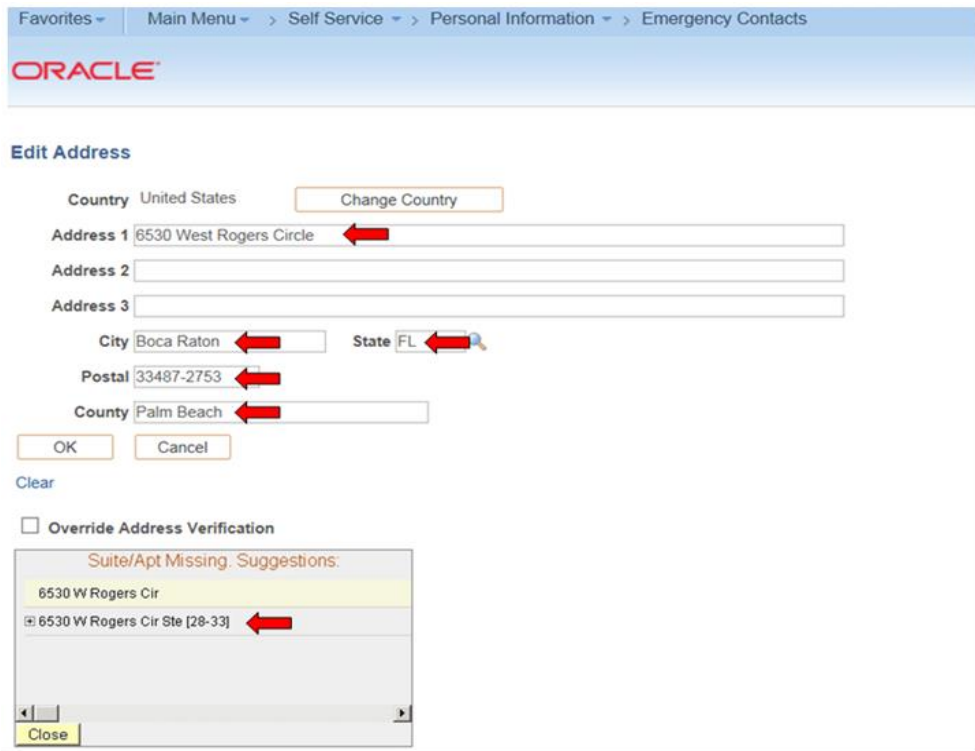 Favorites Main Menu > Self Service > Personal Information > Emergency Contacts
ORACLE
Edit Address
Country United States Change Country
Address 1 6530 West Rogers Circle
Address 2
Address 3
City Boca Raton State FL
Postal 33487-2753
County Palm Beach
OK Cancel
Clear
Override Address Verification
Suite/Apt Missing. Suggestions:
6530 W Rogers Cir
6530 W Rogers Cir Ste [28-33]
Close